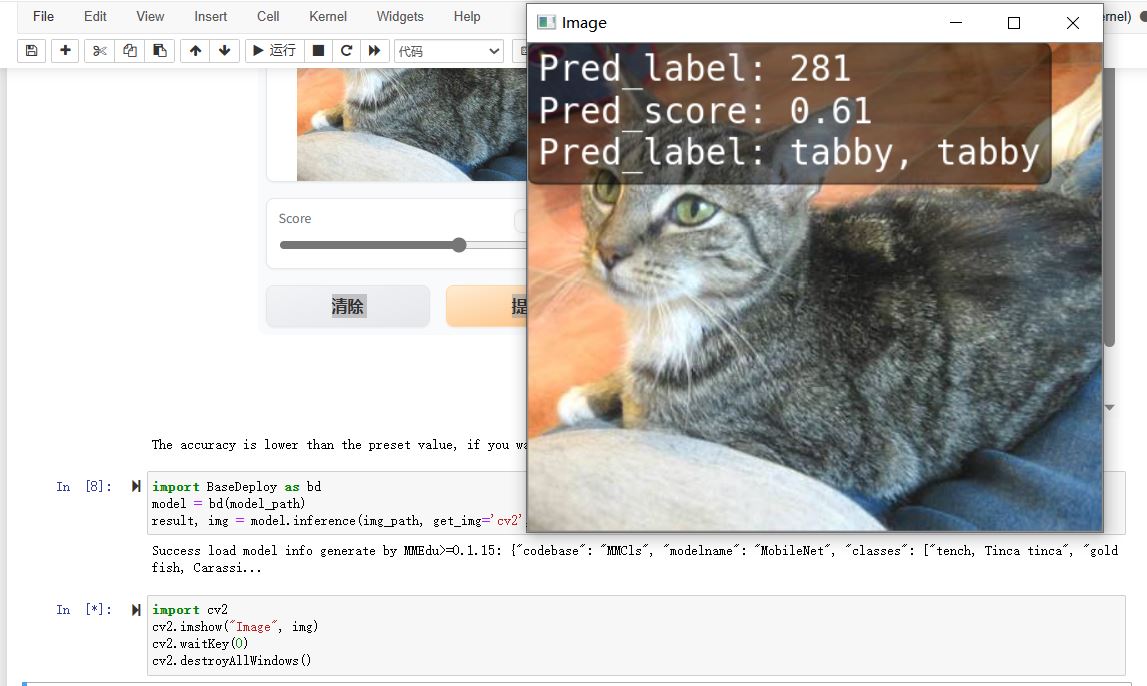 File Edit View Insert Cell Kernel Widgets Help
运行
代码
Image
Pred_label: 281
Pred_score: 0.61
Pred_label: tabby, tabby
Score
清除
提
The accuracy is lower than the preset value, if you
In [8]:
import BaseDeploy as bd
model = bd(model_path)
result, img = model.inference(img_path, get_img='cv2'
Success load model info generate by MMEdu>=0.1.15: {"codebase": "MMCls", "modelname": "MobileNet", "classes": ["tench, Tinca tinca", "gold
fish, Carassi...
In [*]:
import cv2
cv2.imshow("Image", img)
cv2.waitKey(0)
cv2.destroyAllWindows()